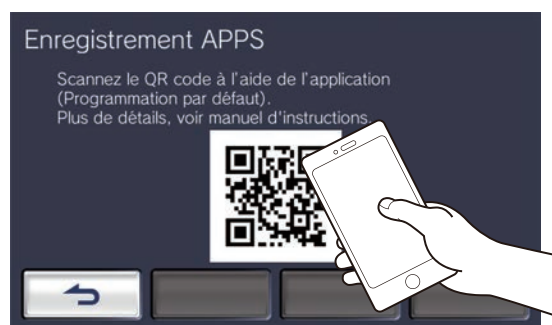 Enregistrement APPS
Scannez le QR code à l'aide de l'application
(Programmation par défaut).
Plus de détails, voir manuel d'instructions.